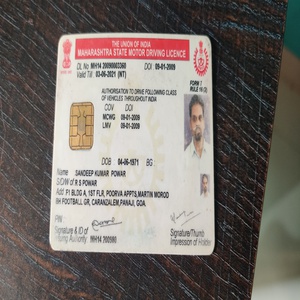 THE UNION OF INDIA
MAHARASHTRA STATE MOTOR DRIVING LICENCE
DL No MH14 20090003360 DOI 09-01-2009
Valid Till 03-06-2021 (NT)
FORM 7
RULE 16 (2)
AUTHORISATION TO DRIVE FOLLOWING CLASS
OF VEHICLES THROUGHOUT INDIA
COV DOI
MCWG 09-01-2009
LMV 09-01-2009
DOB 04-06-1971 BG
Name SANDEEP KUMAR POWAR
S/D/W of R S POWAR
Add P1 BLDG A, 1ST FLR, POORVA APPTS, MARTIN MOROD
BH FOOTBALL GR, CARANZALEM, PANAJI, GOA.
PIN
Signature & ID of
Issuing Authority: MH14 200980
Signature/Thumb
Impression of Holder